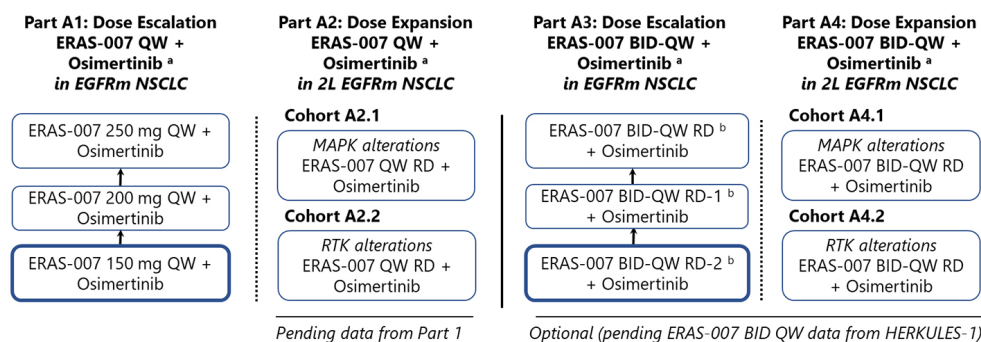 Part A1: Dose Escalation
ERAS-007 QW +
Osimertinib a
in EGFRm NSCLC
ERAS-007 250 mg QW +
Osimertinib
ERAS-007 200 mg QW +
Osimertinib
ERAS-007 150 mg QW +
Osimertinib
Part A2: Dose Expansion
ERAS-007 QW +
Osimertinib a
in 2L EGFRm NSCLC
Cohort A2.1
MAPK alterations
ERAS-007 QW RD +
Osimertinib
Cohort A2.2
RTK alterations
ERAS-007 QW RD +
Osimertinib
Pending data from Part 1
Part A3: Dose Escalation
ERAS-007 BID-QW +
Osimertinib a
in EGFRm NSCLC
ERAS-007 BID-QW RD b
+ Osimertinib
ERAS-007 BID-QW RD-1 b
+ Osimertinib
ERAS-007 BID-QW RD-2 b
+ Osimertinib
Part A4: Dose Expansion
ERAS-007 BID-QW +
Osimertinib a
in 2L EGFRm NSCLC
Cohort A4.1
MAPK alterations
ERAS-007 BID-QW RD
+ Osimertinib
Cohort A4.2
RTK alterations
ERAS-007 BID-QW RD
+ Osimertinib
Optional (pending ERAS-007 BID QW data from HERKULES-1)